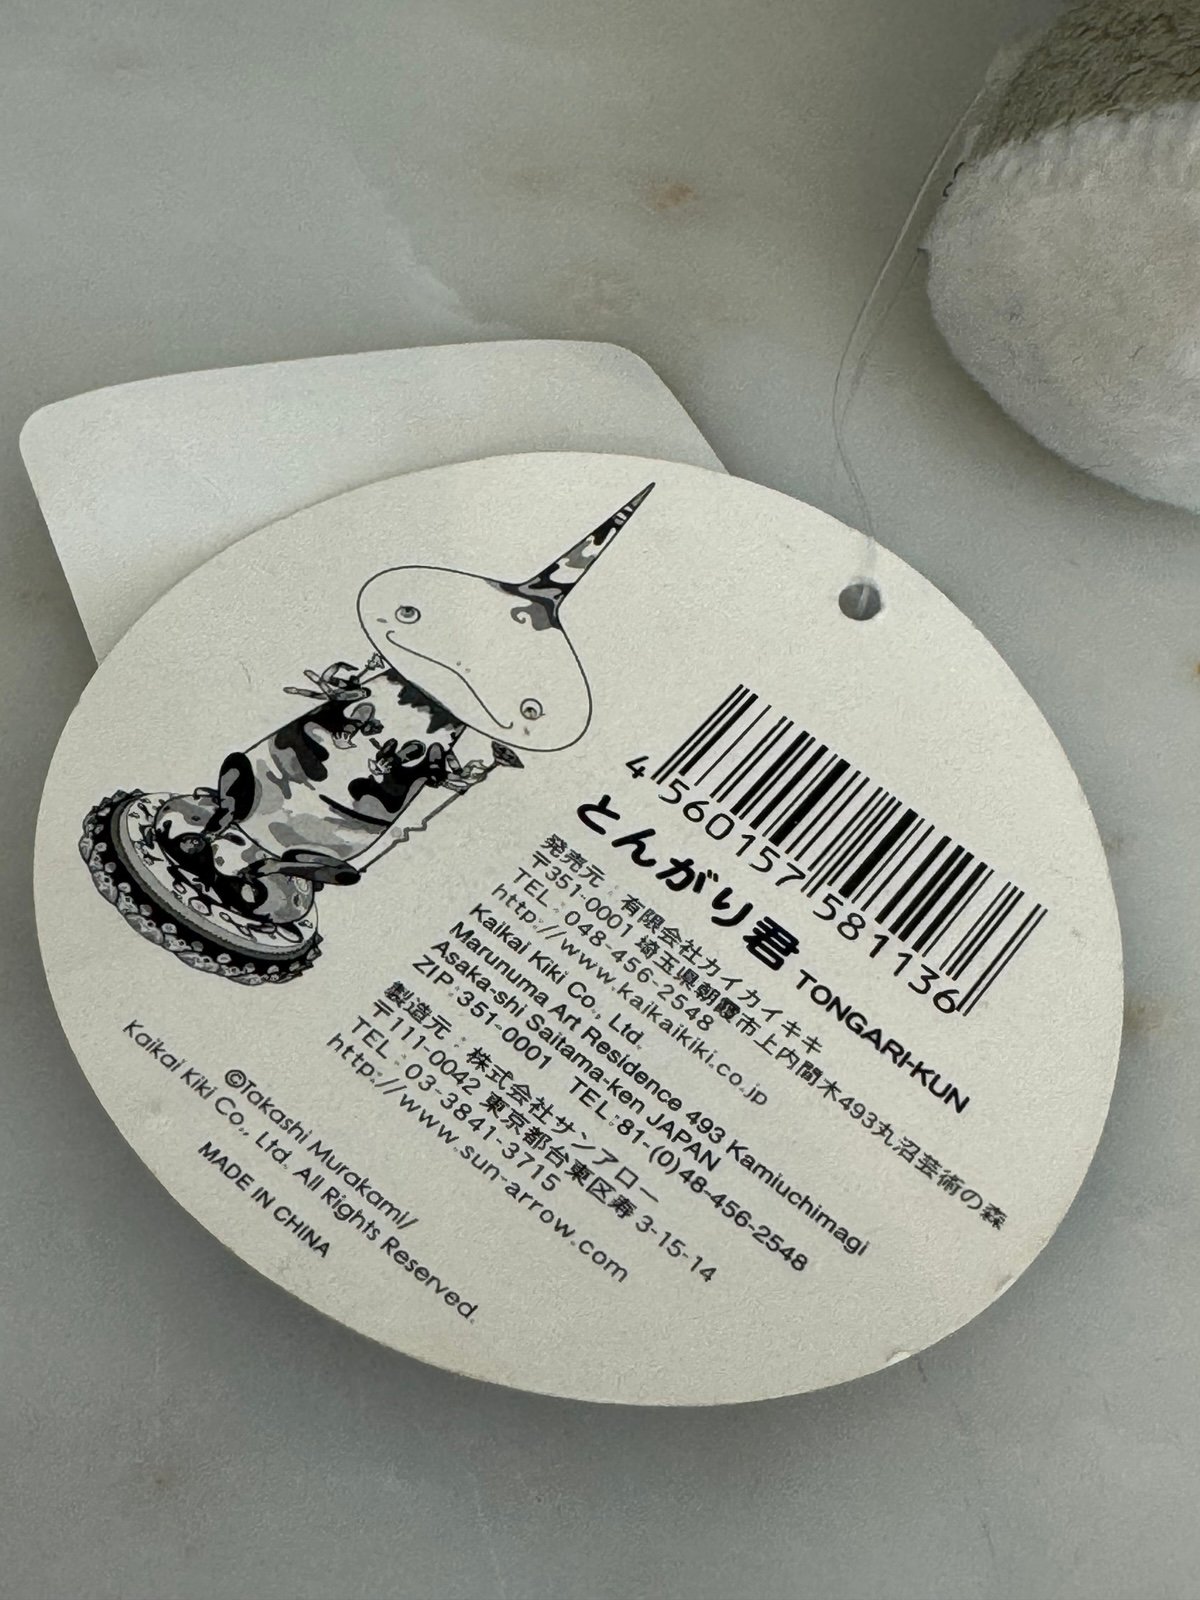 4 560157 581136
とんがり君 TONGARI-KUN
発売元：有限会社カイカイキキ
〒351-0001 埼玉県朝霞市上内間木493丸沼芸術の森
TEL：048-456-2548
http://www.kaikaikiki.co.jp
Kaikai Kiki Co., Ltd.
Marunuma Art Residence 493 Kamiuchimagi
Asaka-shi Saitama-ken JAPAN
ZIP:351-0001 TEL:81-(0)48-456-2548
製造元：株式会社サンアロー
〒111-0042 東京都台東区寿 3-15-14
TEL：03-3841-3715
http://www.sun-arrow.com
©Takashi Murakami/
Kaikai Kiki Co., Ltd. All Rights Reserved.
MADE IN CHINA